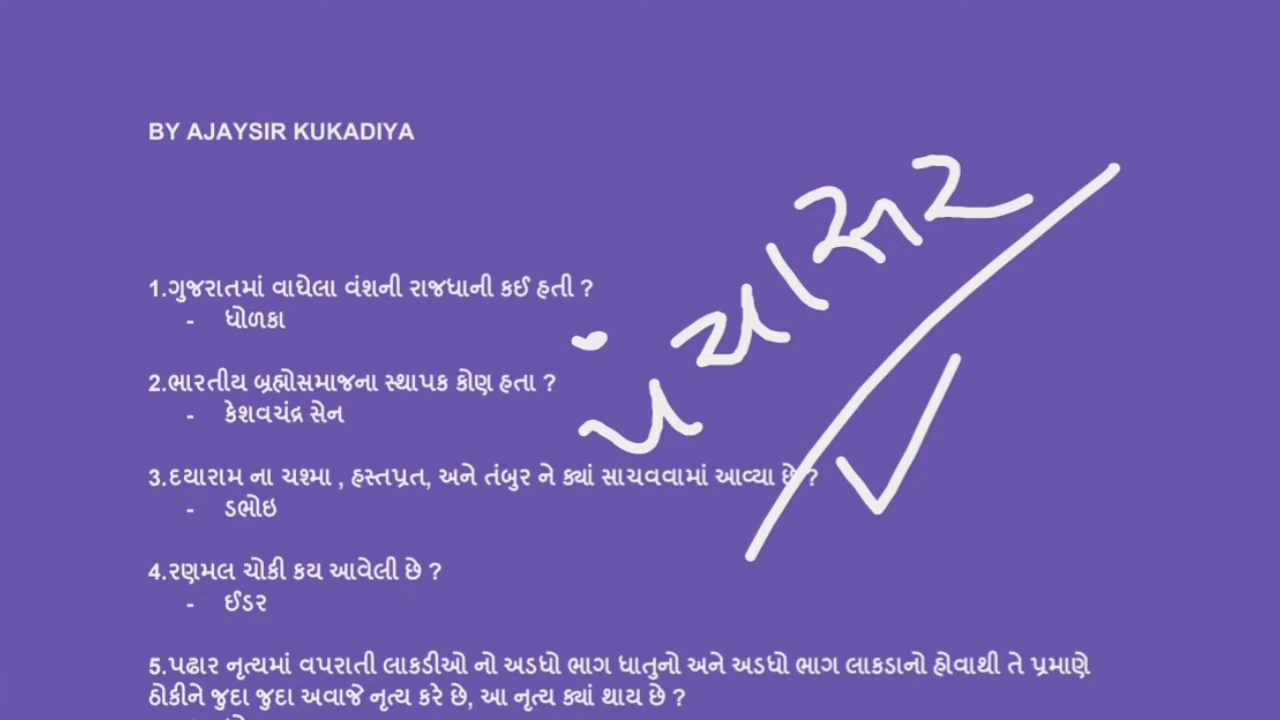 BY AJAYSIR KUKADIYA
પંચાસર
1.ગુજરાતમાં વાઘેલા વંશની રાજધાની કઈ હતી ?
- ધોળકા
2.ભારતીય બ્રહ્મોસમાજના સ્થાપક કોણ હતા ?
- કેશવચંદ્ર સેન
3.દયારામ ના ચશ્મા , હસ્તપ્રત, અને તંબુર ને ક્યાં સાચવવામાં આવ્યા છે ?
- ડભોઇ
4.રણમલ ચોકી કય આવેલી છે ?
- ઈડર
5.પઢાર નૃત્યમાં વપરાતી લાકડીઓ નો અડધો ભાગ ધાતુનો અને અડધો ભાગ લાકડાનો હોવાથી તે પ્રમાણે
ઠોકીને જુદા જુદા અવાજે નૃત્ય કરે છે, આ નૃત્ય ક્યાં થાય છે ?